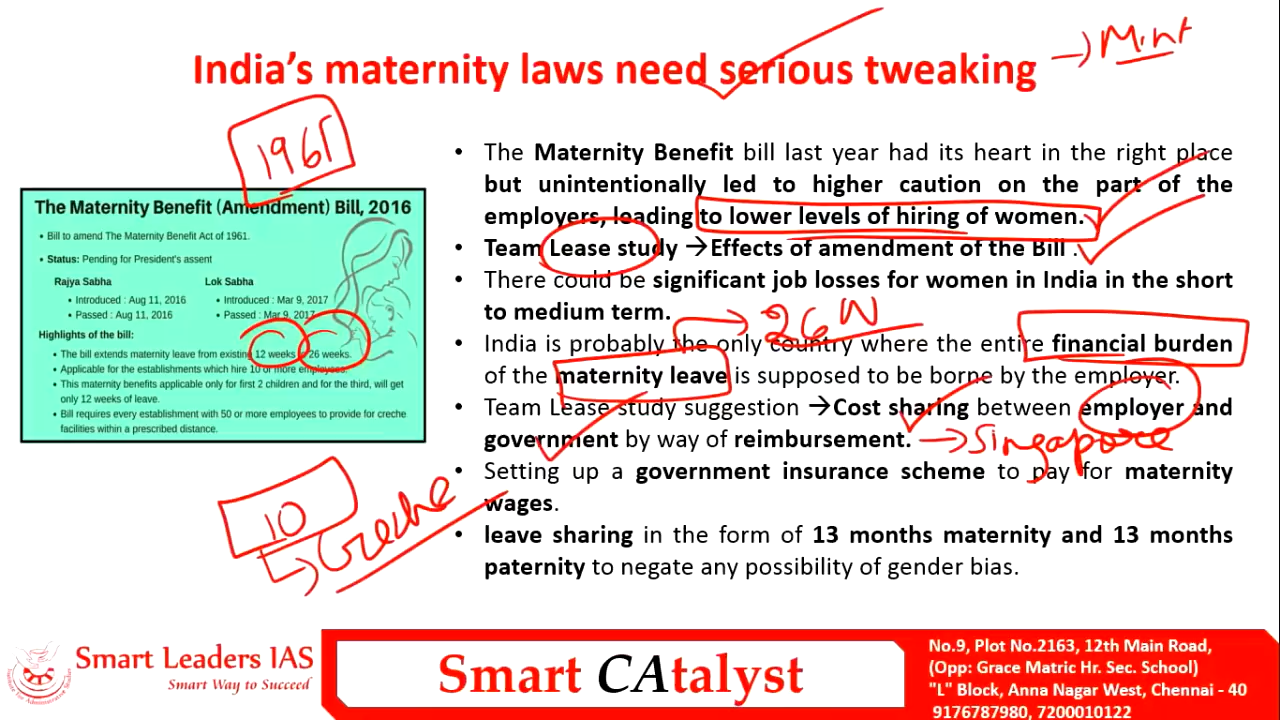 India's maternity laws need serious tweaking
→ Mint
1961
The Maternity Benefit (Amendment) Bill, 2016
• Bill to amend The Maternity Benefit Act of 1961.
• Status: Pending for President's assent
Rajya Sabha
• Introduced : Aug 11, 2016
• Passed : Aug 11, 2016
Lok Sabha
• Introduced : Mar 9, 2017
• Passed : Mar 9, 2017
Highlights of the bill:
• The bill extends maternity leave from existing 12 weeks 26 weeks.
• Applicable for the establishments which hire 10 or more employees.
• This maternity benefits applicable only for first 2 children and for the third, will get
only 12 weeks of leave.
• Bill requires every establishment with 50 or more employees to provide for creche
facilities within a prescribed distance.
10
→ Creche
• The Maternity Benefit bill last year had its heart in the right place
but unintentionally led to higher caution on the part of the
employers, leading to lower levels of hiring of women.
• Team Lease study →Effects of amendment of the Bill .
• There could be significant job losses for women in India in the short
to medium term.
→ 26 W
• India is probably the only country where the entire financial burden
of the maternity leave is supposed to be borne by the employer.
• Team Lease study suggestion →Cost sharing between employer and
government by way of reimbursement.
→ Singapore
• Setting up a government insurance scheme to pay for maternity
wages.
• leave sharing in the form of 13 months maternity and 13 months
paternity to negate any possibility of gender bias.
Smart Leaders IAS
Smart Way to Succeed
Smart CAtalyst
No.9, Plot No.2163, 12th Main Road,
(Opp: Grace Matric Hr. Sec. School)
"L" Block, Anna Nagar West, Chennai - 40
9176787980, 7200010122